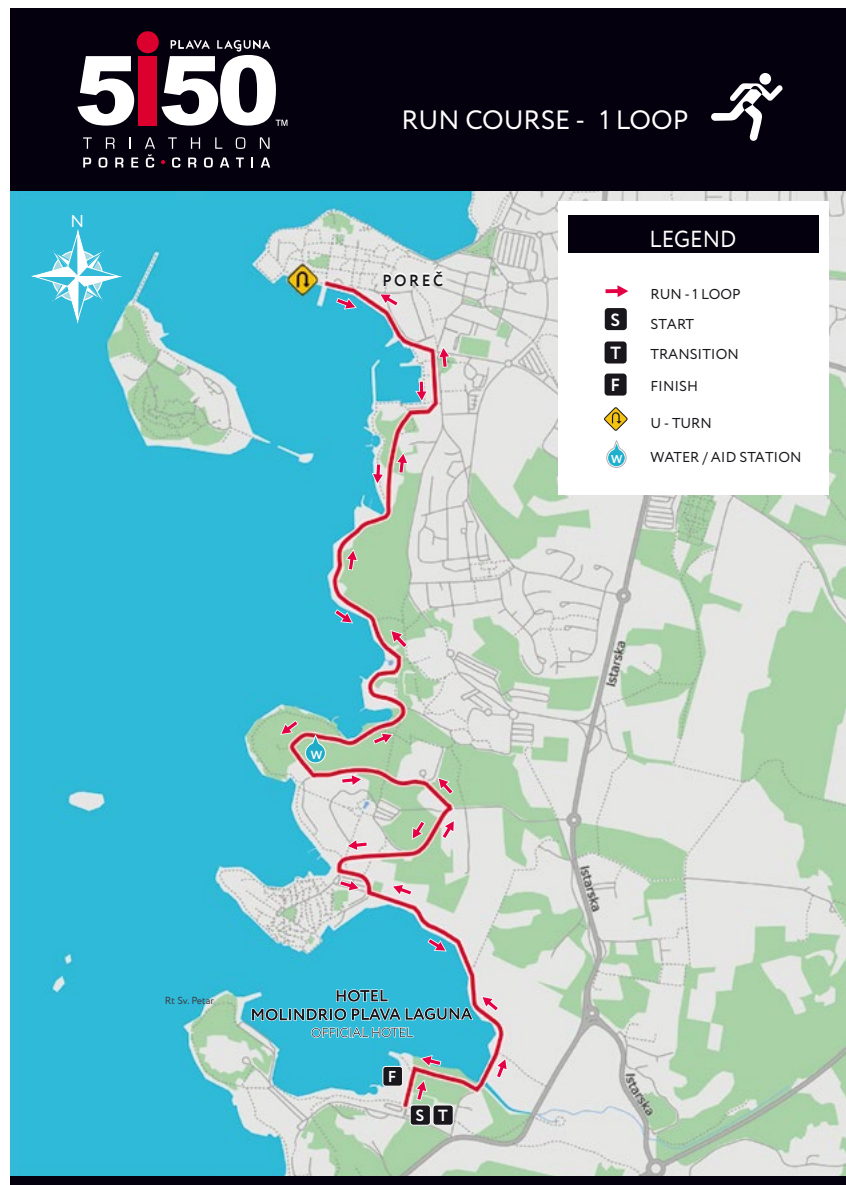 PLAVA LAGUNA
5i50
TM
TRIATHLON
POREČ•CROATIA
RUN COURSE - 1 LOOP
N
LEGEND
RUN - 1 LOOP
S START
T TRANSITION
F FINISH
U - TURN
W WATER / AID STATION
POREČ
Istarska
W
Istarska
Rt Sv. Petar
HOTEL
MOLINDRIO PLAVA LAGUNA
OFFICIAL HOTEL
F
Istarska
S T